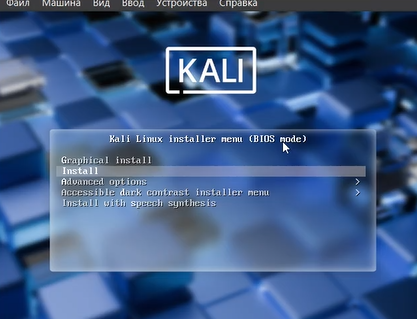 Файл Машина Вид Ввод Устройства Справка
KALI
Kali Linux installer menu (BIOS mode)
Graphical install
Install
Advanced options >
Accessible dark contrast installer menu >
Install with speech synthesis